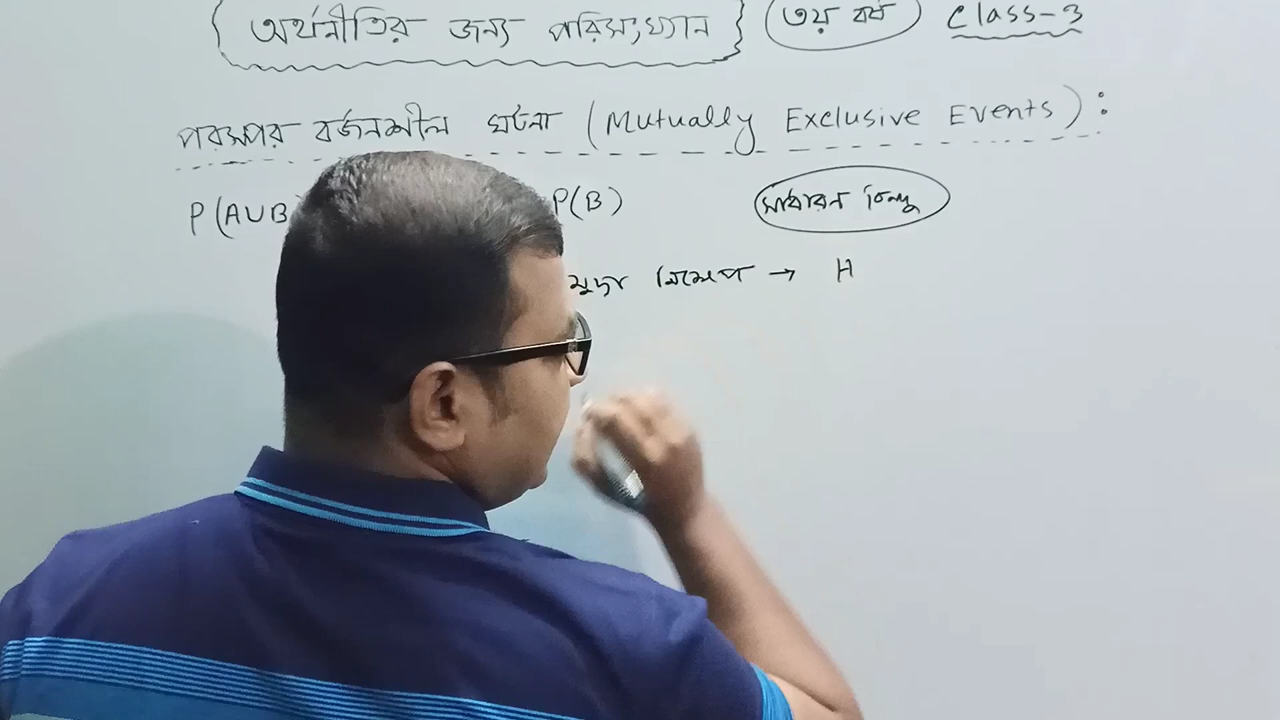 { অর্থনীতির জন্য পরিসংখ্যান } ৩য় বর্ষ Class-3
পরস্পর বর্জনশীল ঘটনা (Mutually Exclusive Events) :
P(AUB P(B) সাধারন বিন্দু
মুদ্রা নিক্ষেপ → H